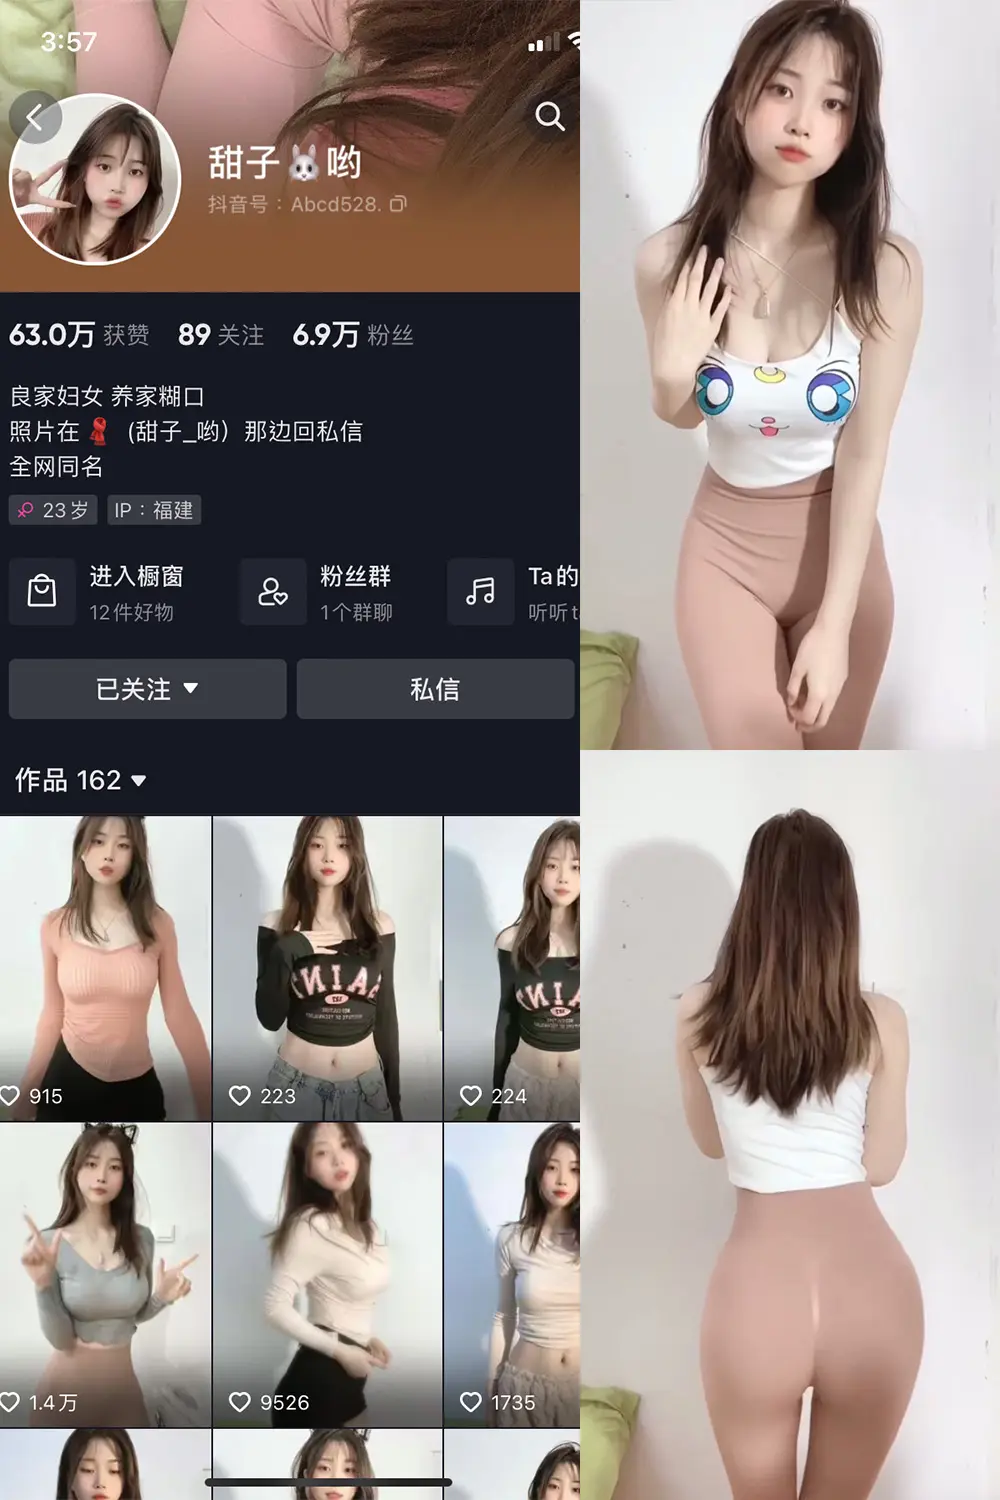 3:57
甜子🐰哟
抖音号：Abcd528.
63.0万 获赞 89 关注 6.9万 粉丝
良家妇女 养家糊口
照片在🧣（甜子_哟）那边回私信
全网同名
23岁 IP：福建
进入橱窗
12件好物
粉丝群
1个群聊
Ta的
听听t
已关注
私信
作品 162
915
223
224
1.4万
9526
1735